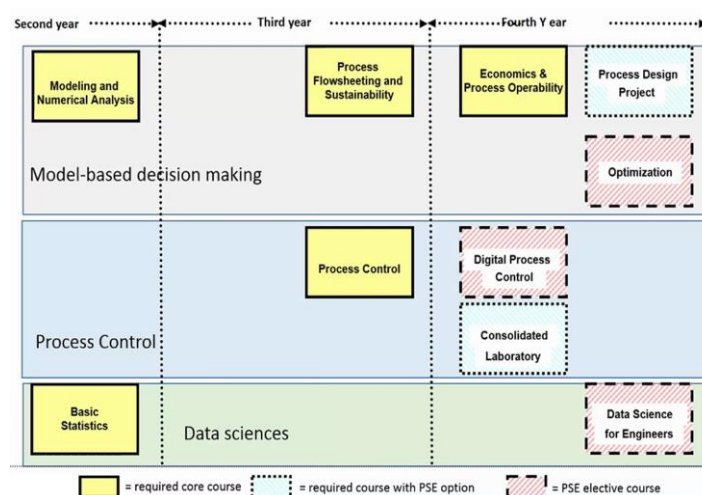 Second year
Third year
Fourth Y ear
Modeling and
Numerical Analysis
Process
Flowsheeting and
Sustainability
Economics &
Process Operability
Process Design
Project
Model-based decision making
Optimization
Process Control
Digital Process
Control
Process Control
Consolidated
Laboratory
Basic
Statistics
Data sciences
Data Science
for Engineers
= required core course
= required course with PSE option
= PSE elective course